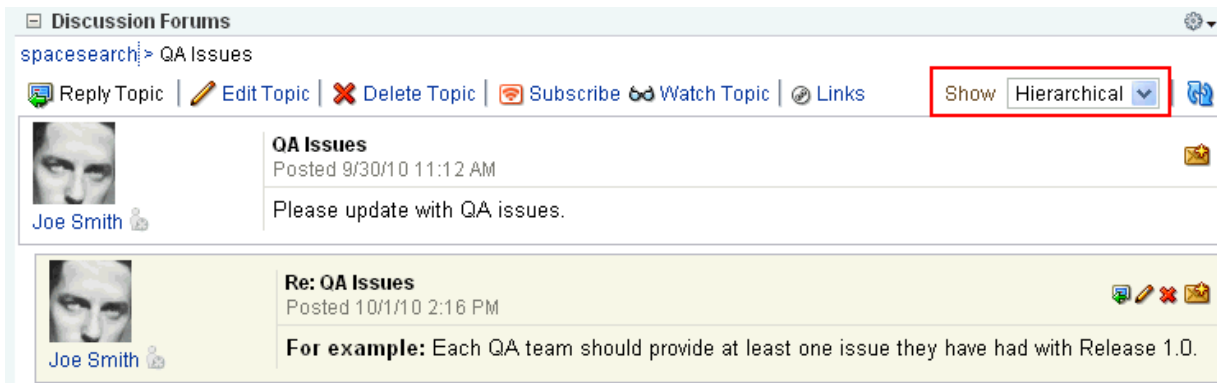 Discussion Forums
spacesearch > QA Issues
Reply Topic | Edit Topic | Delete Topic | Subscribe Watch Topic | Links Show Hierarchical
QA Issues
Posted 9/30/10 11:12 AM
Please update with QA issues.
Joe Smith
Re: QA Issues
Posted 10/1/10 2:16 PM
For example: Each QA team should provide at least one issue they have had with Release 1.0.
Joe Smith